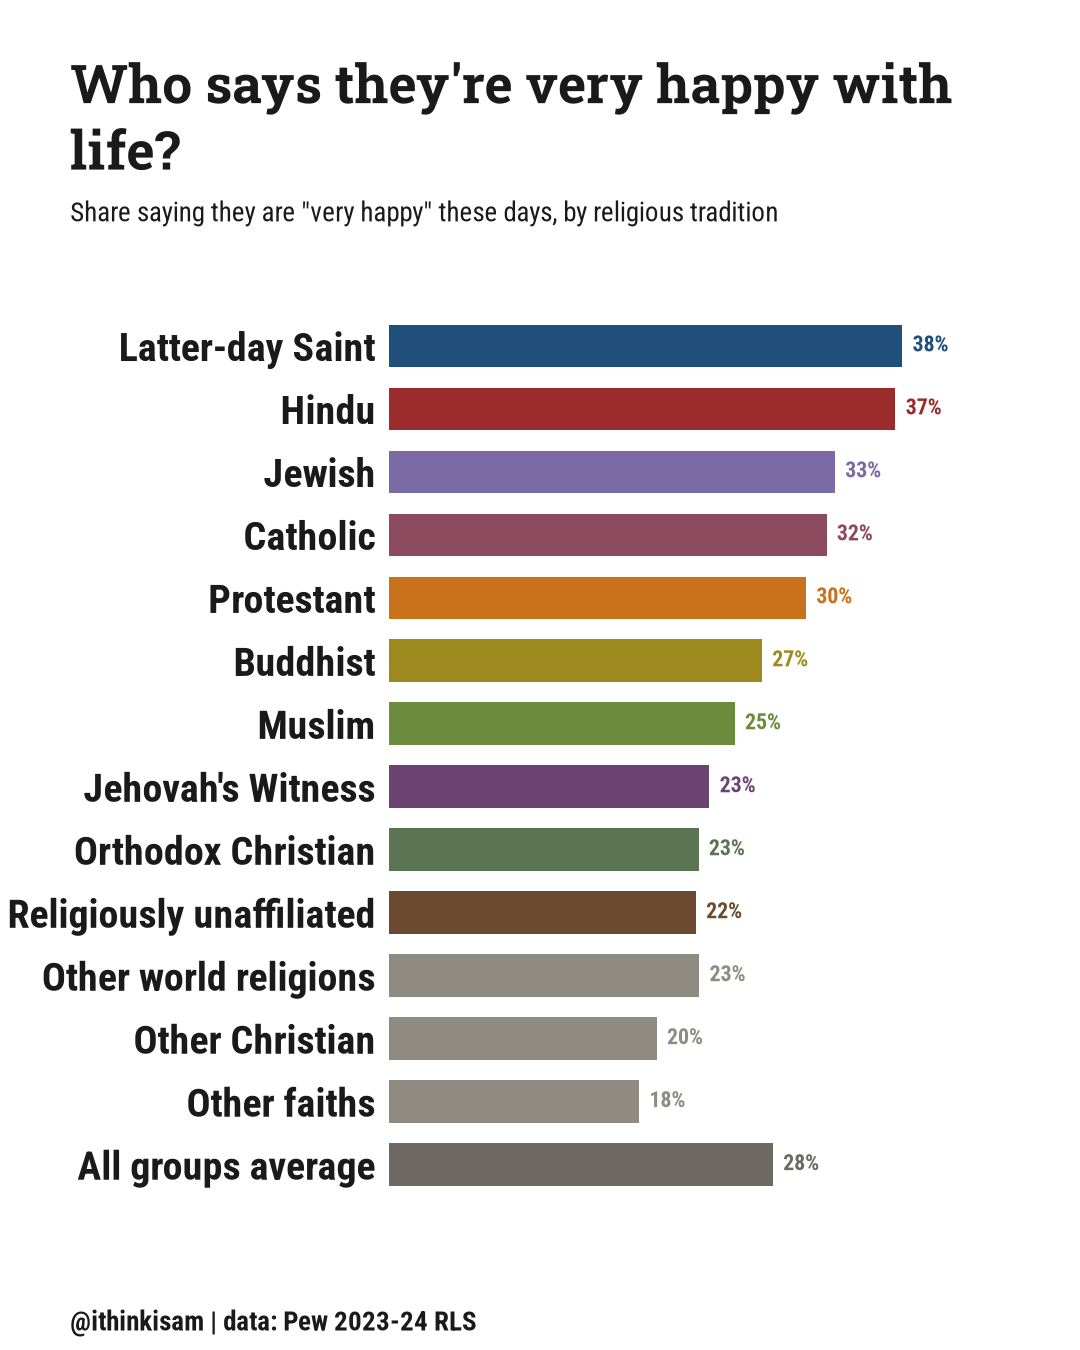 Who says they're very happy with
life?
Share saying they are "very happy" these days, by religious tradition
Latter-day Saint 38%
Hindu 37%
Jewish 33%
Catholic 32%
Protestant 30%
Buddhist 27%
Muslim 25%
Jehovah's Witness 23%
Orthodox Christian 23%
Religiously unaffiliated 22%
Other world religions 23%
Other Christian 20%
Other faiths 18%
All groups average 28%
@ithinkisam | data: Pew 2023-24 RLS